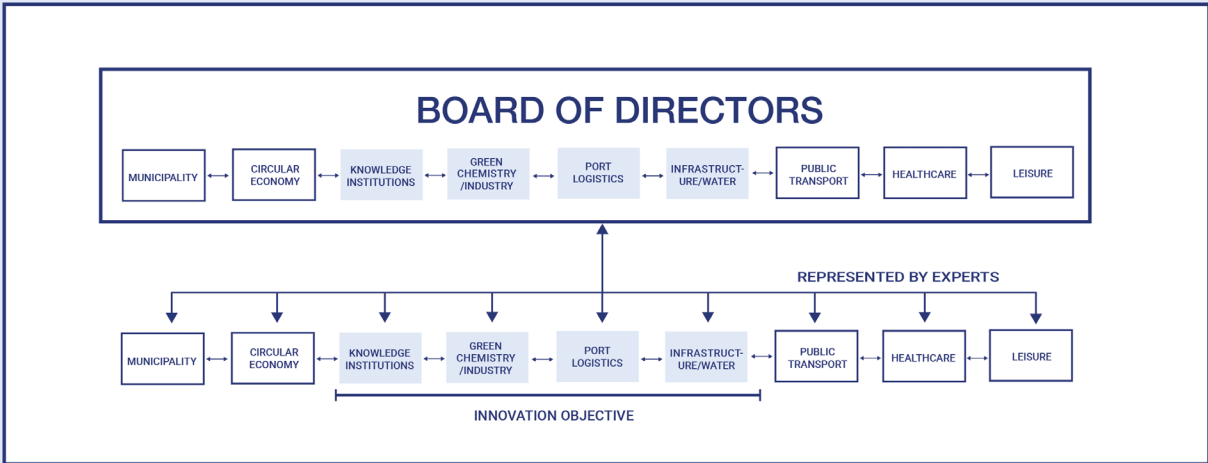 BOARD OF DIRECTORS
MUNICIPALITY
CIRCULAR
ECONOMY
KNOWLEDGE
INSTITUTIONS
GREEN
CHEMISTRY
/INDUSTRY
PORT
LOGISTICS
INFRASTRUCT-
URE/WATER
PUBLIC
TRANSPORT
HEALTHCARE
LEISURE
REPRESENTED BY EXPERTS
MUNICIPALITY
CIRCULAR
ECONOMY
KNOWLEDGE
INSTITUTIONS
GREEN
CHEMISTRY
/INDUSTRY
PORT
LOGISTICS
INFRASTRUCT-
URE/WATER
PUBLIC
TRANSPORT
HEALTHCARE
LEISURE
INNOVATION OBJECTIVE